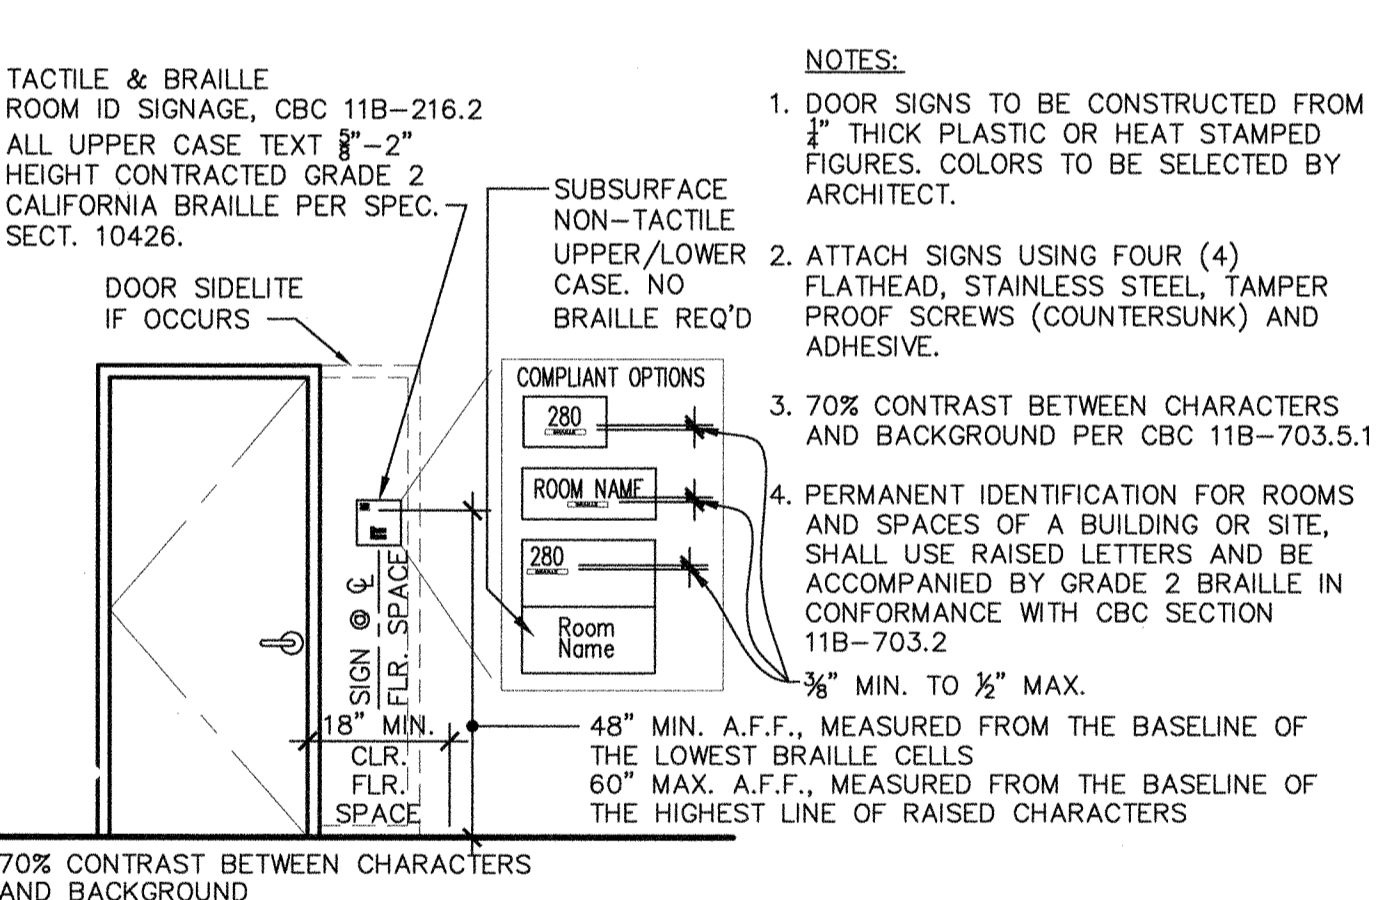 TACTILE & BRAILLE
ROOM ID SIGNAGE, CBC 11B-216.2
ALL UPPER CASE TEXT ⅝"-2"
HEIGHT CONTRACTED GRADE 2
CALIFORNIA BRAILLE PER SPEC.
SECT. 10426.
DOOR SIDELITE
IF OCCURS
SUBSURFACE
NON-TACTILE
UPPER/LOWER
CASE. NO
BRAILLE REQ'D
COMPLIANT OPTIONS
280
BRAILLE
ROOM NAME
BRAILLE
280
BRAILLE
Room
Name
SIGN @ ℄
FLR. SPACE
18" MIN.
CLR.
FLR.
SPACE
NOTES:
1. DOOR SIGNS TO BE CONSTRUCTED FROM
¼" THICK PLASTIC OR HEAT STAMPED
FIGURES. COLORS TO BE SELECTED BY
ARCHITECT.
2. ATTACH SIGNS USING FOUR (4)
FLATHEAD, STAINLESS STEEL, TAMPER
PROOF SCREWS (COUNTERSUNK) AND
ADHESIVE.
3. 70% CONTRAST BETWEEN CHARACTERS
AND BACKGROUND PER CBC 11B-703.5.1
4. PERMANENT IDENTIFICATION FOR ROOMS
AND SPACES OF A BUILDING OR SITE,
SHALL USE RAISED LETTERS AND BE
ACCOMPANIED BY GRADE 2 BRAILLE IN
CONFORMANCE WITH CBC SECTION
11B-703.2
⅜" MIN. TO ½" MAX.
48" MIN. A.F.F., MEASURED FROM THE BASELINE OF
THE LOWEST BRAILLE CELLS
60" MAX. A.F.F., MEASURED FROM THE BASELINE OF
THE HIGHEST LINE OF RAISED CHARACTERS
70% CONTRAST BETWEEN CHARACTERS
AND BACKGROUND